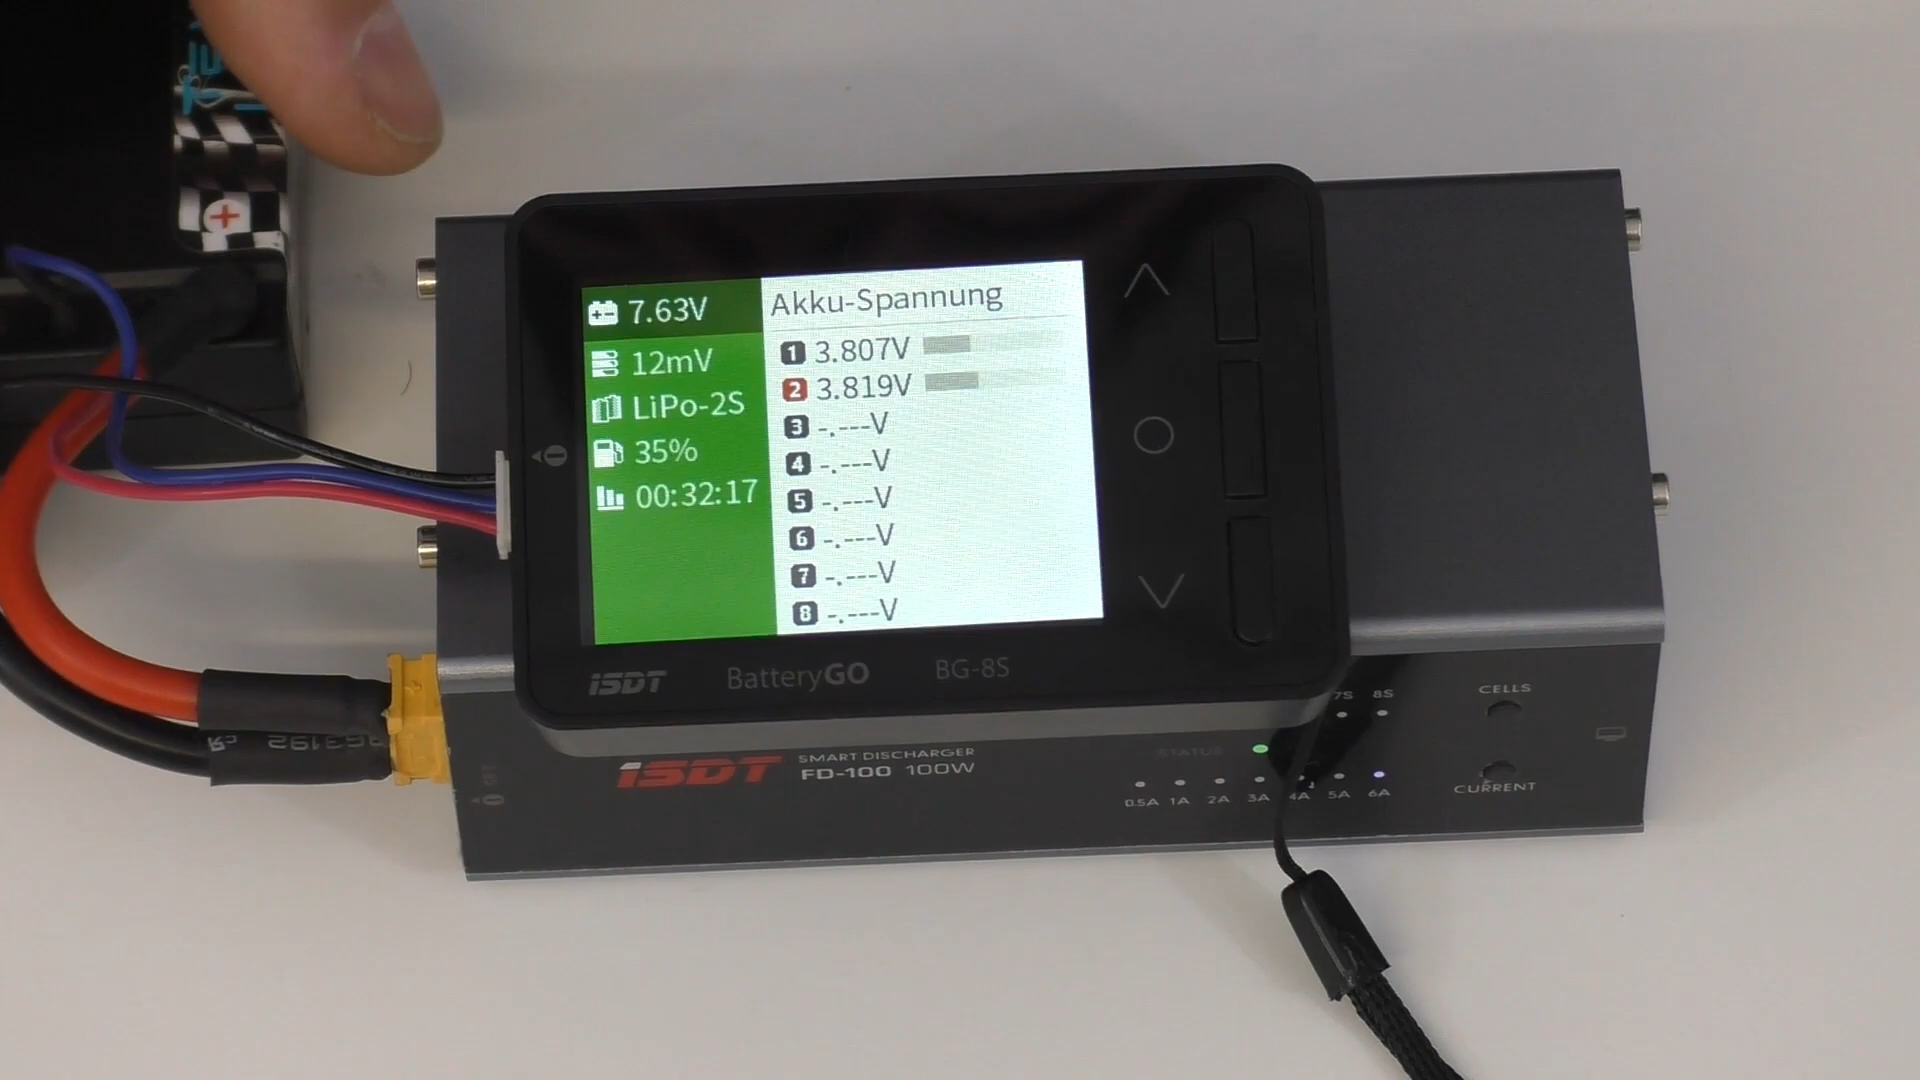 7.63V
12mV
LiPo-2S
35%
00:32:17
Akku-Spannung
1 3.807V
2 3.819V
3 -.---V
4 -.---V
5 -.---V
6 -.---V
7 -.---V
8 -.---V
iSDT BatteryGO BG-8S
7S 8S
CELLS
iSDT SMART DISCHARGER
FD-100 100W
STATUS
0.5A 1A 2A 3A 4A 5A 6A
CURRENT